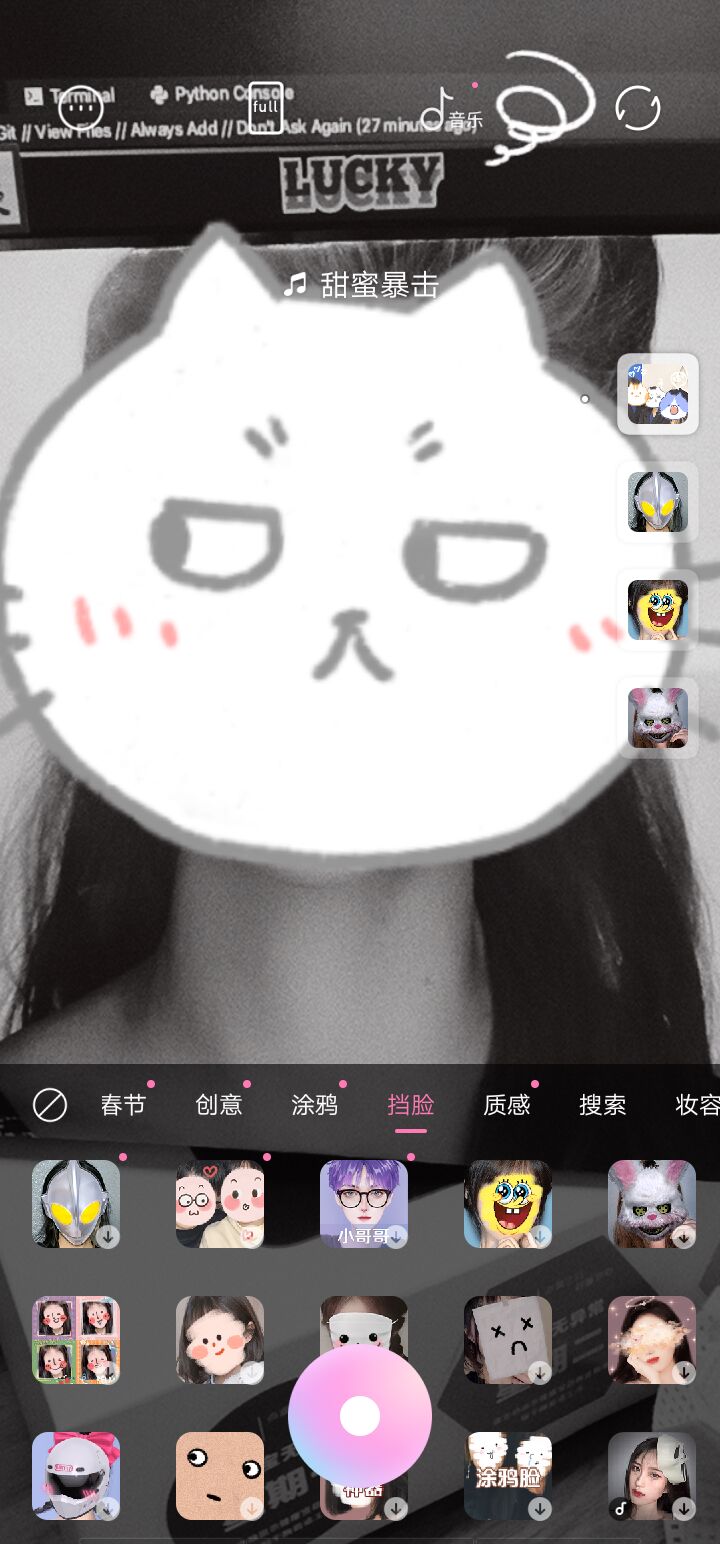 Terminal Python Console
full
音乐
Git // View Files // Always Add // Don't Ask Again (27 minutes ago)
LUCKY
甜蜜暴击
春节 创意 涂鸦 挡脸 质感 搜索 妆容
小哥哥
涂鸦脸